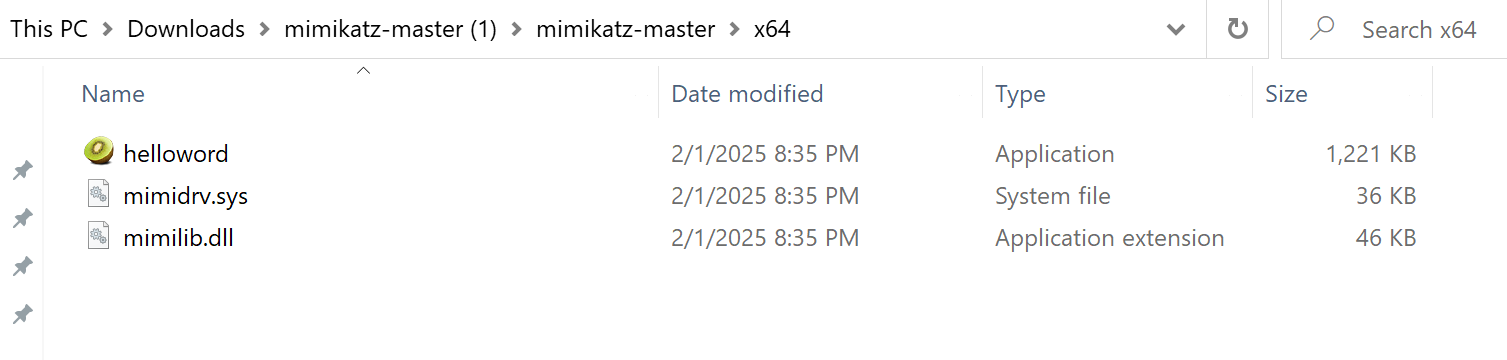 This PC > Downloads > mimikatz-master (1) > mimikatz-master > x64 Search x64
Name Date modified Type Size
helloword 2/1/2025 8:35 PM Application 1,221 KB
mimidrv.sys 2/1/2025 8:35 PM System file 36 KB
mimilib.dll 2/1/2025 8:35 PM Application extension 46 KB